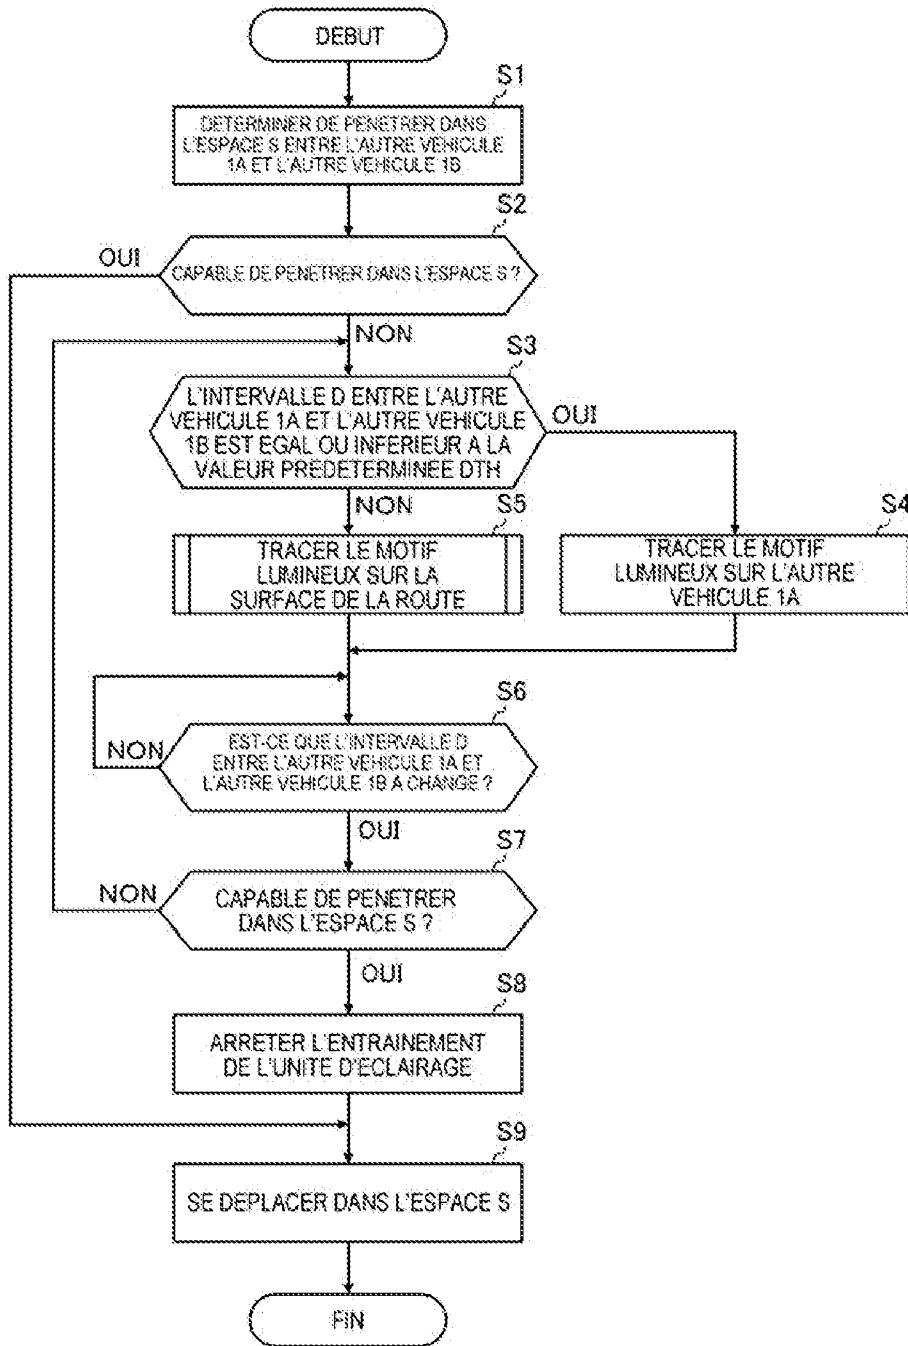 DEBUT
S1
DETERMINER DE PENETRER DANS
L'ESPACE S ENTRE L'AUTRE VEHICULE
1A ET L'AUTRE VEHICULE 1B
S2
OUI
CAPABLE DE PENETRER DANS L'ESPACE S ?
NON
S3
L'INTERVALLE D ENTRE L'AUTRE
VEHICULE 1A ET L'AUTRE VEHICULE
1B EST EGAL OU INFERIEUR A LA
VALEUR PREDETERMINEE DTH
OUI
NON
S5
S4
TRACER LE MOTIF
LUMINEUX SUR LA
SURFACE DE LA ROUTE
TRACER LE MOTIF
LUMINEUX SUR L'AUTRE
VEHICULE 1A
S6
NON
EST-CE QUE L'INTERVALLE D
ENTRE L'AUTRE VEHICULE 1A ET
L'AUTRE VEHICULE 1B A CHANGE ?
OUI
S7
NON
CAPABLE DE PENETRER
DANS L'ESPACE S ?
OUI
S8
ARRETER L'ENTRAINEMENT
DE L'UNITE D'ECLAIRAGE
S9
SE DEPLACER DANS L'ESPACE S
FIN